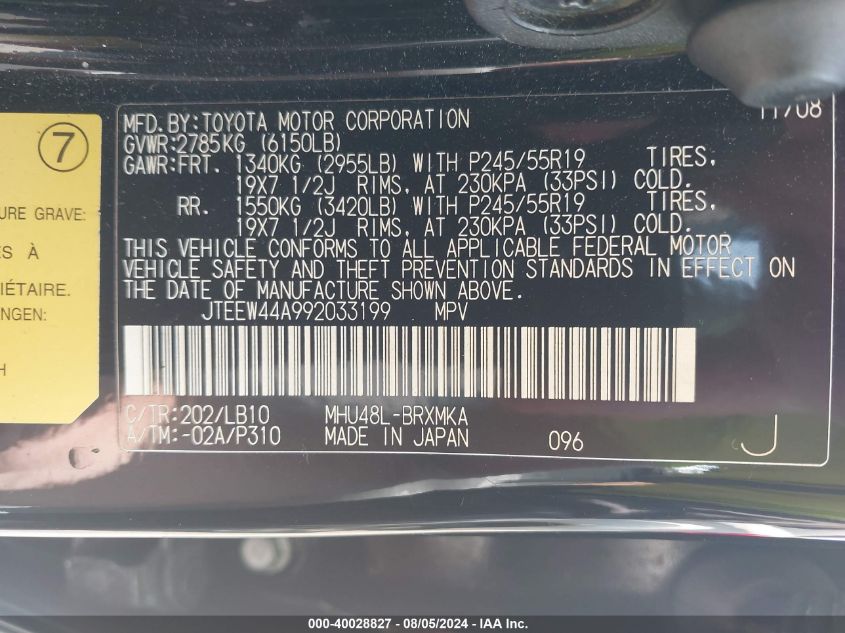 11/08
MFD.BY:TOYOTA MOTOR CORPORATION
GVWR:2785KG (6150LB)
GAWR:FRT. 1340KG (2955LB) WITH P245/55R19 TIRES,
19X7 1/2J RIMS, AT 230KPA (33PSI) COLD.
RR. 1550KG (3420LB) WITH P245/55R19 TIRES,
19X7 1/2J RIMS, AT 230KPA (33PSI) COLD.
THIS VEHICLE CONFORMS TO ALL APPLICABLE FEDERAL MOTOR
VEHICLE SAFETY AND THEFT PREVENTION STANDARDS IN EFFECT ON
THE DATE OF MANUFACTURE SHOWN ABOVE.
JTEEW44A992033199 MPV
C/TR:202/LB10 MHU48L-BRXMKA
A/TM:-02A/P310 MADE IN JAPAN 096 J
7
URE GRAVE:
ES À
IÉTAIRE.
NGEN:
H
000-40028827 - 08/05/2024 - IAAI Inc.